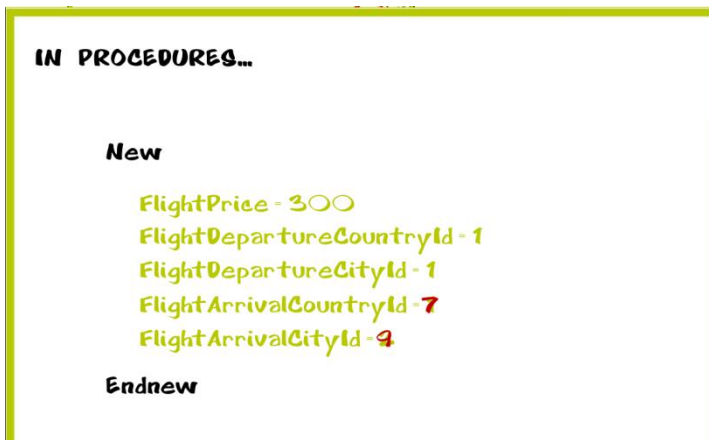 IN PROCEDURES...
New
FlightPrice = 300
FlightDepartureCountryId = 1
FlightDepartureCityId = 1
FlightArrivalCountryId = 7
FlightArrivalCityId = 9
Endnew